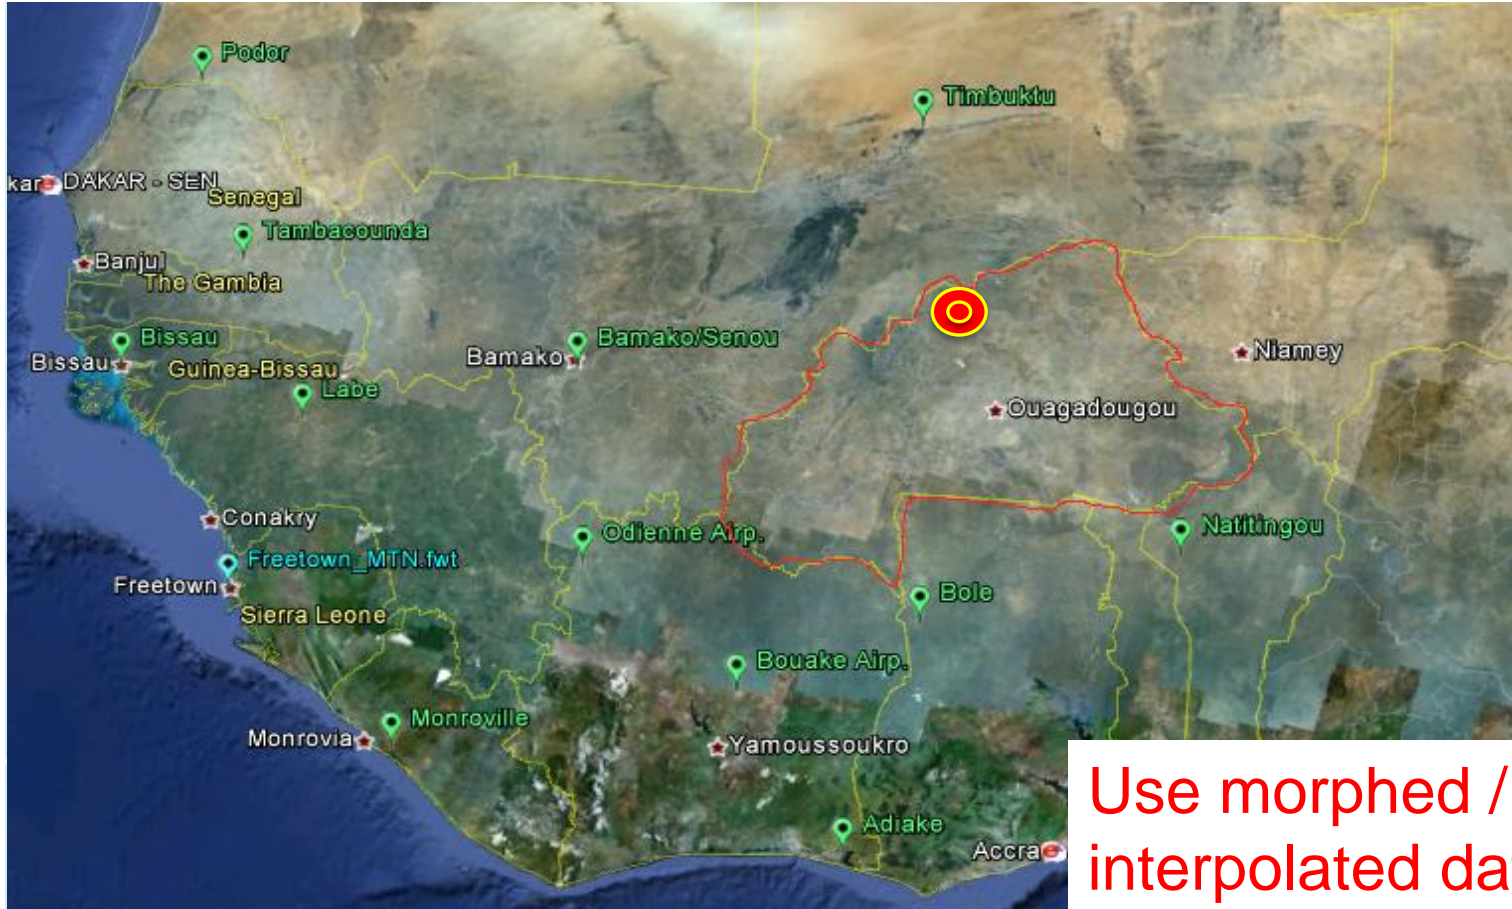 Podor
Timbuktu
kar
DAKAR - SEN
Senegal
Tambacounda
Banjul
The Gambia
Bissau
Bissau
Guinea-Bissau
Labe
Bamako
Bamako/Senou
Niamey
Ouagadougou
Conakry
Odienne Airp.
Natitingou
Freetown_MTN.fwt
Freetown
Sierra Leone
Bole
Bouake Airp.
Monroville
Monrovia
Yamoussoukro
Adiake
Accra
Use morphed /
interpolated da